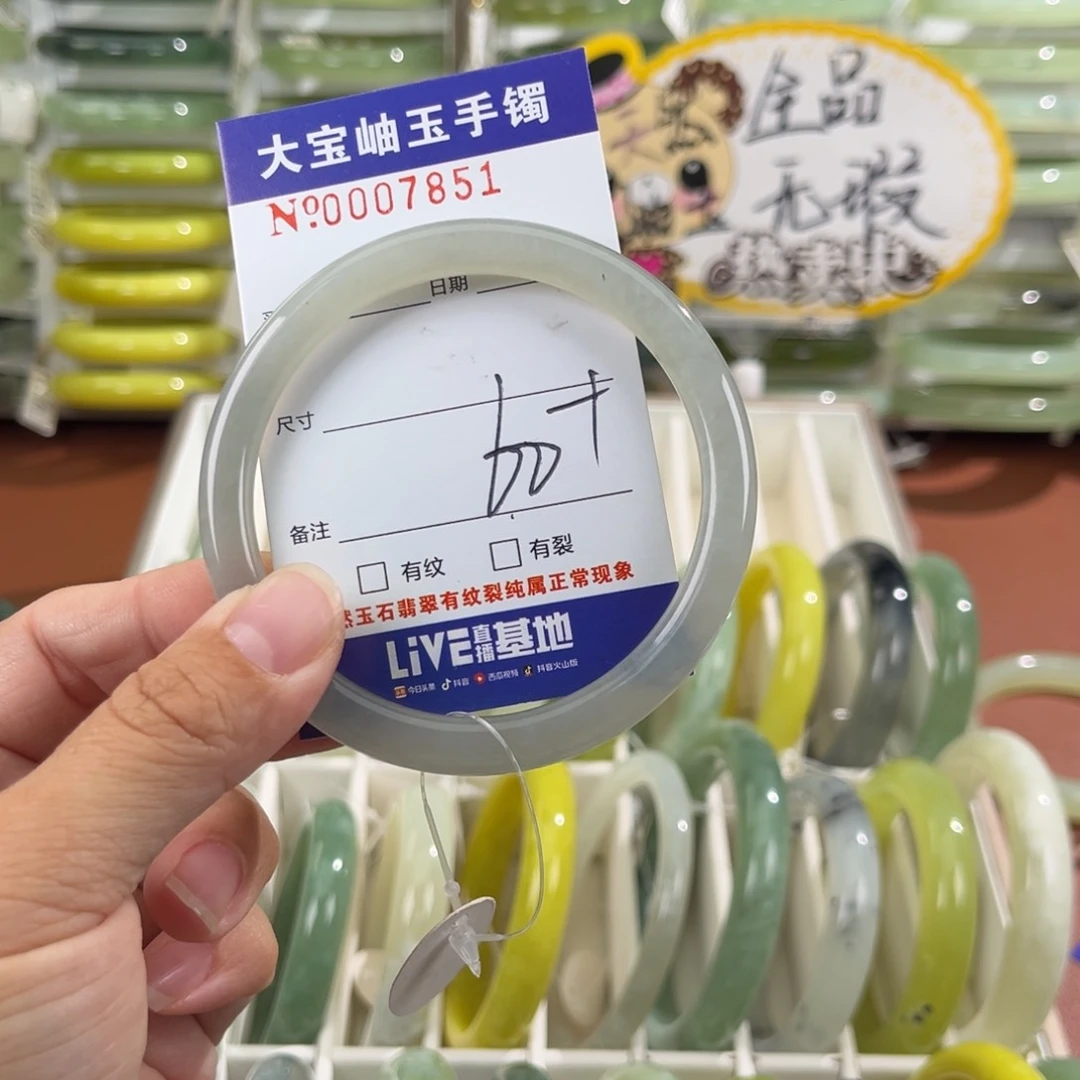 大宝岫玉手镯
№0007851
日期
尺寸
备注
有纹 有裂
然玉石翡翠有纹裂纯属正常现象
LiVE直播基地
今日头条 抖音 西瓜视频 抖音火山版
全品
无瑕
热卖中